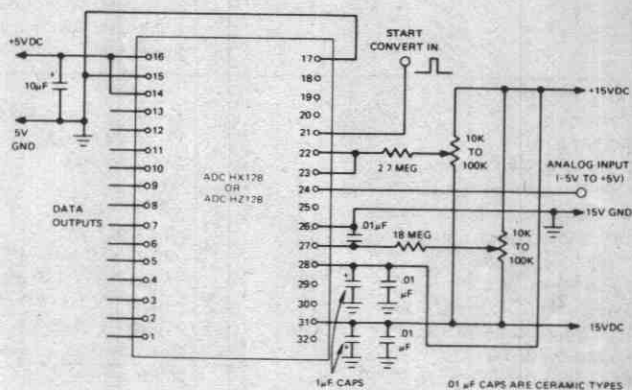 +5VDC
10µF
+
5V
GND
DATA
OUTPUTS
16
15
14
13
12
11
10
9
8
7
6
5
4
3
2
1
ADC HX12B
OR
ADC HZ12B
17
18
19
20
21
22
23
24
25
26
27
28
29
30
31
32
START
CONVERT IN
2 7 MEG
10K
TO
100K
+15VDC
ANALOG INPUT
(-5V TO +5V)
15V GND
.01µF
18 MEG
10K
TO
100K
+
.01
µF
+
.01
µF
15VDC
1µF CAPS
01 µF CAPS ARE CERAMIC TYPES